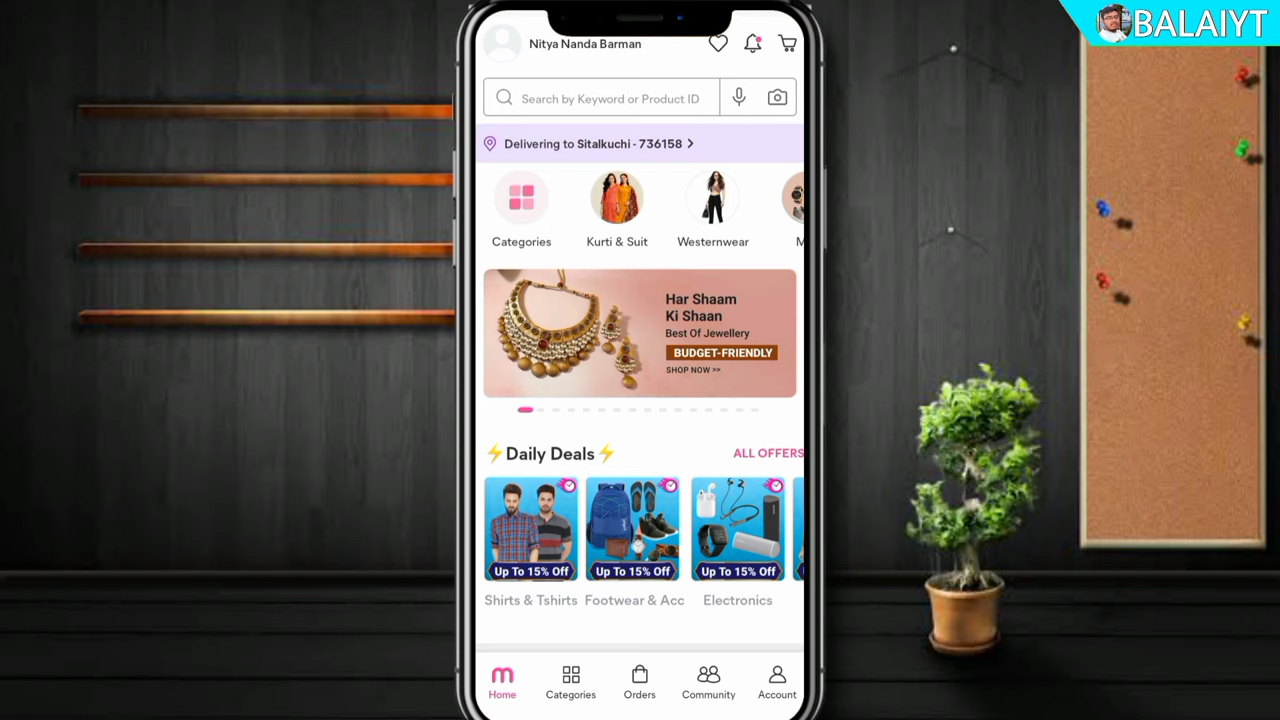 BALAIYT
Nitya Nanda Barman
Search by Keyword or Product ID
Delivering to Sitalkuchi - 736158
Categories
Kurti & Suit
Westernwear
M
Har Shaam
Ki Shaan
Best Of Jewellery
BUDGET-FRIENDLY
SHOP NOW >>
⚡Daily Deals⚡
ALL OFFERS
Up To 15% Off
Up To 15% Off
Up To 15% Off
Shirts & Tshirts
Footwear & Acc
Electronics
Home
Categories
Orders
Community
Account